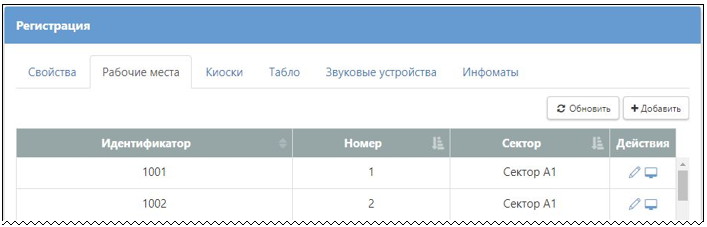 Регистрация
Свойства Рабочие места Киоски Табло Звуковые устройства Инфоматы
Обновить Добавить
Идентификатор Номер Сектор Действия
1001 1 Сектор А1
1002 2 Сектор А1